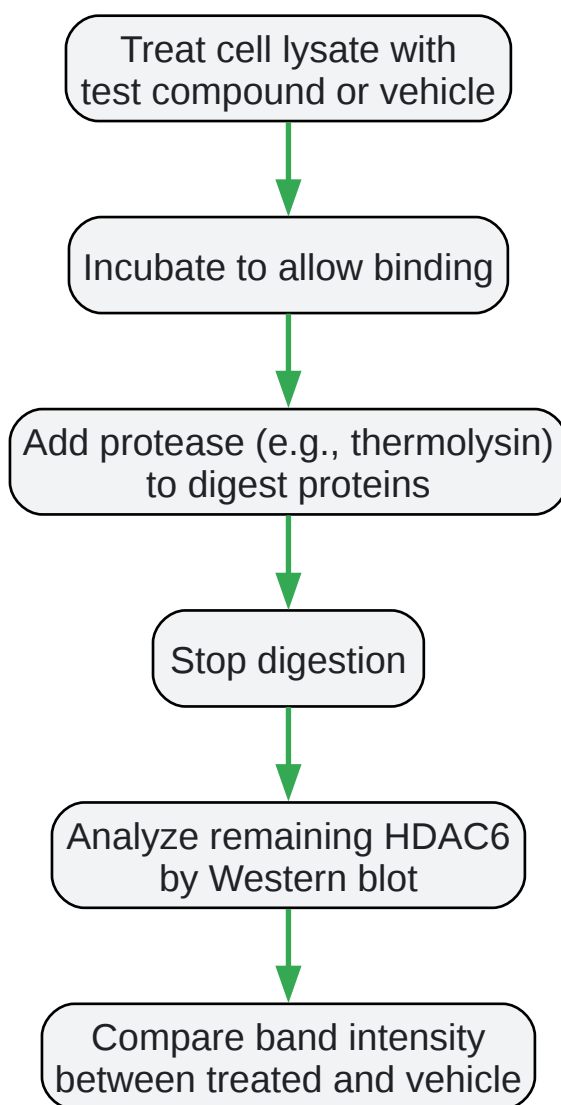 Treat cell lysate with
test compound or vehicle
Incubate to allow binding
Add protease (e.g., thermolysin)
to digest proteins
Stop digestion
Analyze remaining HDAC6
by Western blot
Compare band intensity
between treated and vehicle